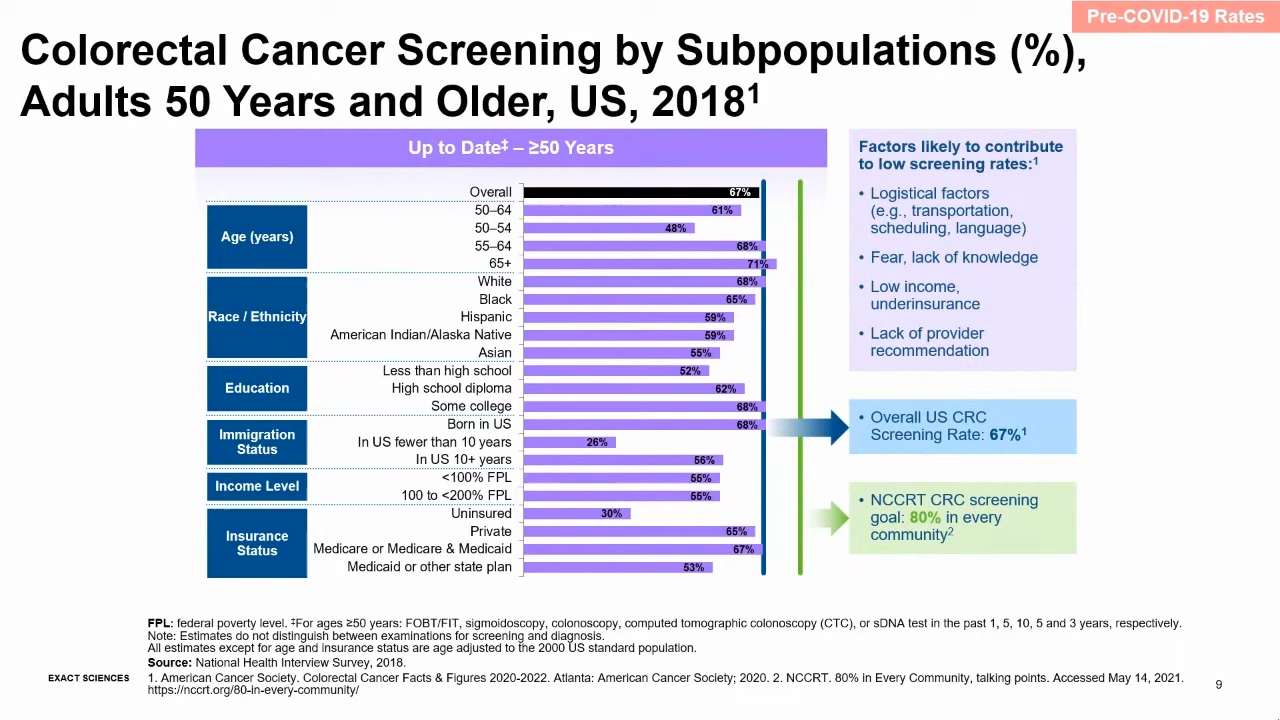 Pre-COVID-19 Rates
Colorectal Cancer Screening by Subpopulations (%),
Adults 50 Years and Older, US, 2018¹
Up to Date‡ – ≥50 Years
Overall 67%
Age (years)
50–64 61%
50–54 48%
55–64 68%
65+ 71%
Race / Ethnicity
White 68%
Black 65%
Hispanic 59%
American Indian/Alaska Native 59%
Asian 55%
Education
Less than high school 52%
High school diploma 62%
Some college 68%
Immigration
Status
Born in US 68%
In US fewer than 10 years 26%
In US 10+ years 56%
Income Level
<100% FPL 55%
100 to <200% FPL 55%
Insurance
Status
Uninsured 30%
Private 65%
Medicare or Medicare & Medicaid 67%
Medicaid or other state plan 53%
Factors likely to contribute
to low screening rates:¹
• Logistical factors
(e.g., transportation,
scheduling, language)
• Fear, lack of knowledge
• Low income,
underinsurance
• Lack of provider
recommendation
• Overall US CRC
Screening Rate: 67%¹
• NCCRT CRC screening
goal: 80% in every
community²
FPL: federal poverty level. ‡For ages ≥50 years: FOBT/FIT, sigmoidoscopy, colonoscopy, computed tomographic colonoscopy (CTC), or sDNA test in the past 1, 5, 10, 5 and 3 years, respectively.
Note: Estimates do not distinguish between examinations for screening and diagnosis.
All estimates except for age and insurance status are age adjusted to the 2000 US standard population.
Source: National Health Interview Survey, 2018.
EXACT SCIENCES
1. American Cancer Society. Colorectal Cancer Facts & Figures 2020-2022. Atlanta: American Cancer Society; 2020. 2. NCCRT. 80% in Every Community, talking points. Accessed May 14, 2021.
https://nccrt.org/80-in-every-community/
9